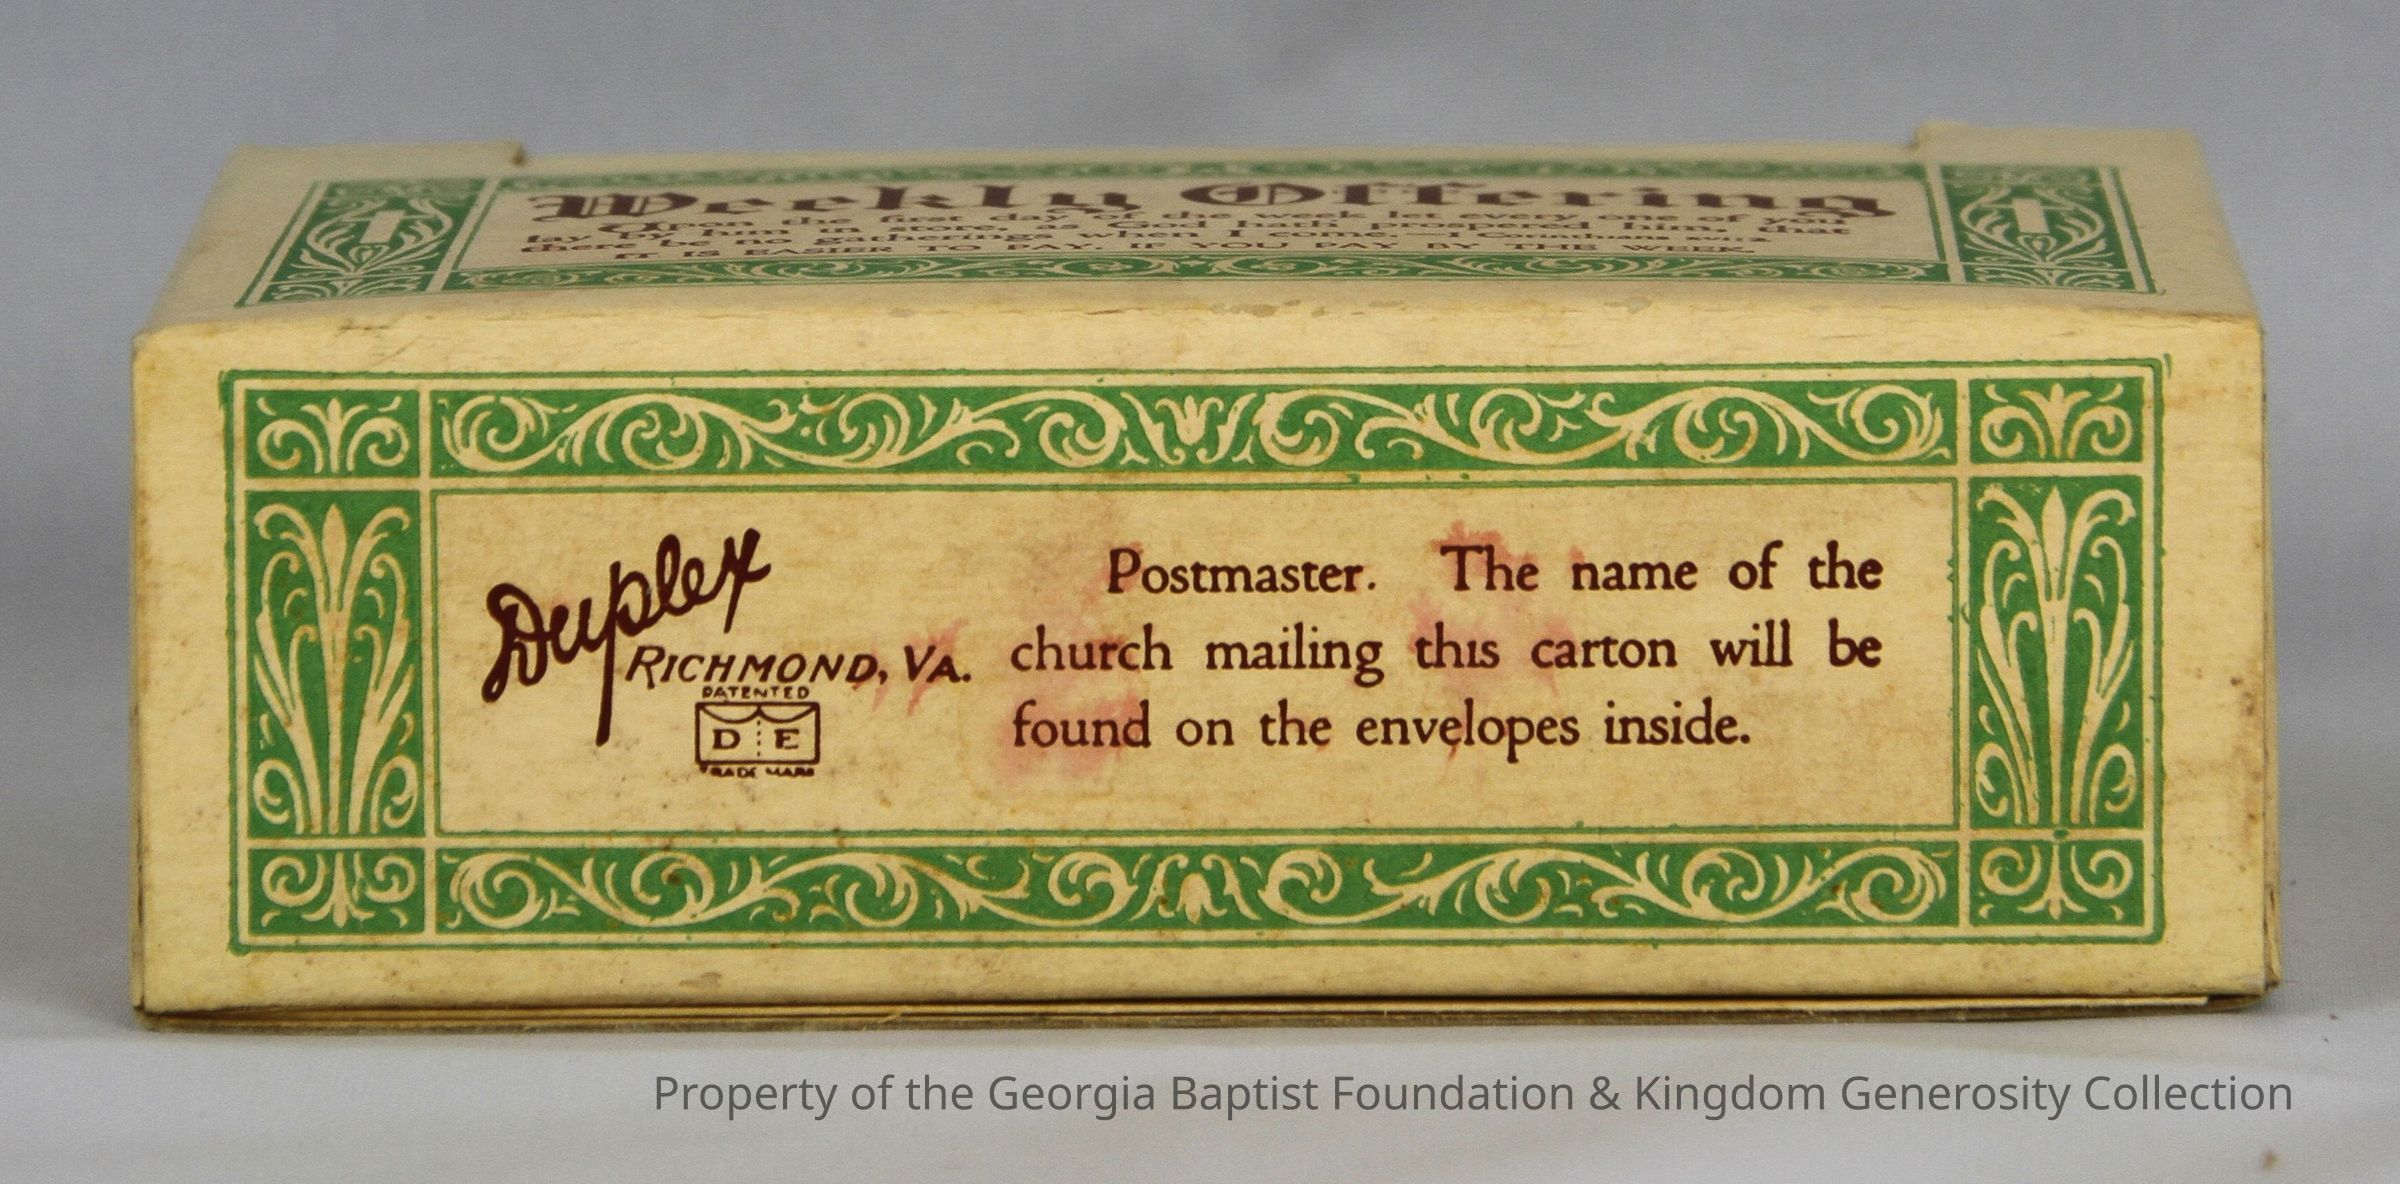 Weekly Offering
Upon the first day of the week let every one of you
lay by him in store, as God hath prospered him, that
there be no gatherings when I come.—I Corinthians xvi:2
IT IS EASIER TO PAY, IF YOU PAY BY THE WEEK.
Duplex
RICHMOND, VA.
PATENTED
D E
TRADE MARK
Postmaster. The name of the
church mailing this carton will be
found on the envelopes inside.
Property of the Georgia Baptist Foundation & Kingdom Generosity Collection